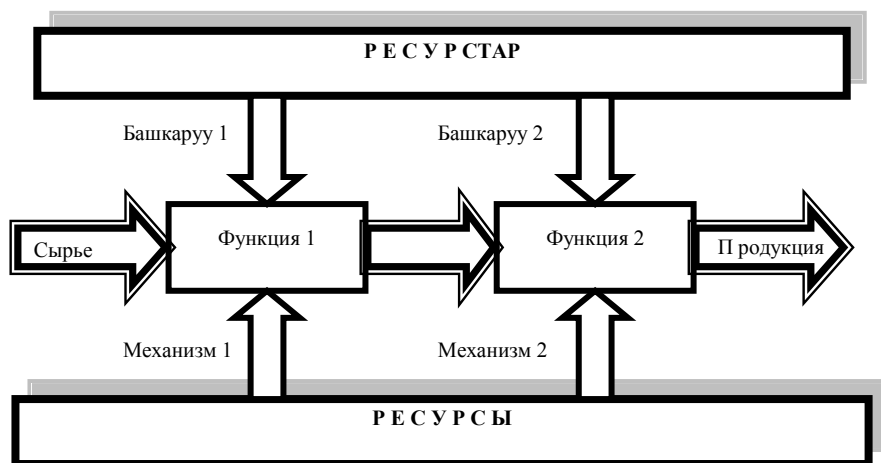 Р Е С У Р СТАР
Башкаруу 1
Башкаруу 2
Сырье
Функция 1
Функция 2
П родукция
Механизм 1
Механизм 2
Р Е С У Р С Ы